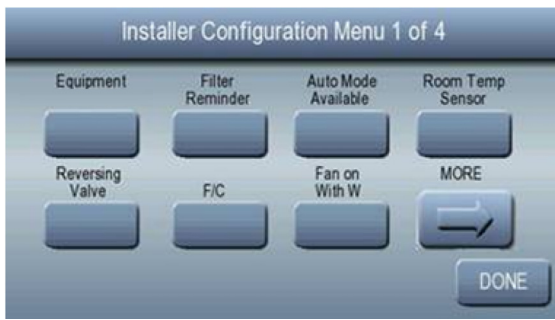 Installer Configuration Menu 1 of 4
Equipment
Filter
Reminder
Auto Mode
Available
Room Temp
Sensor
Reversing
Valve
F/C
Fan on
With W
MORE
DONE